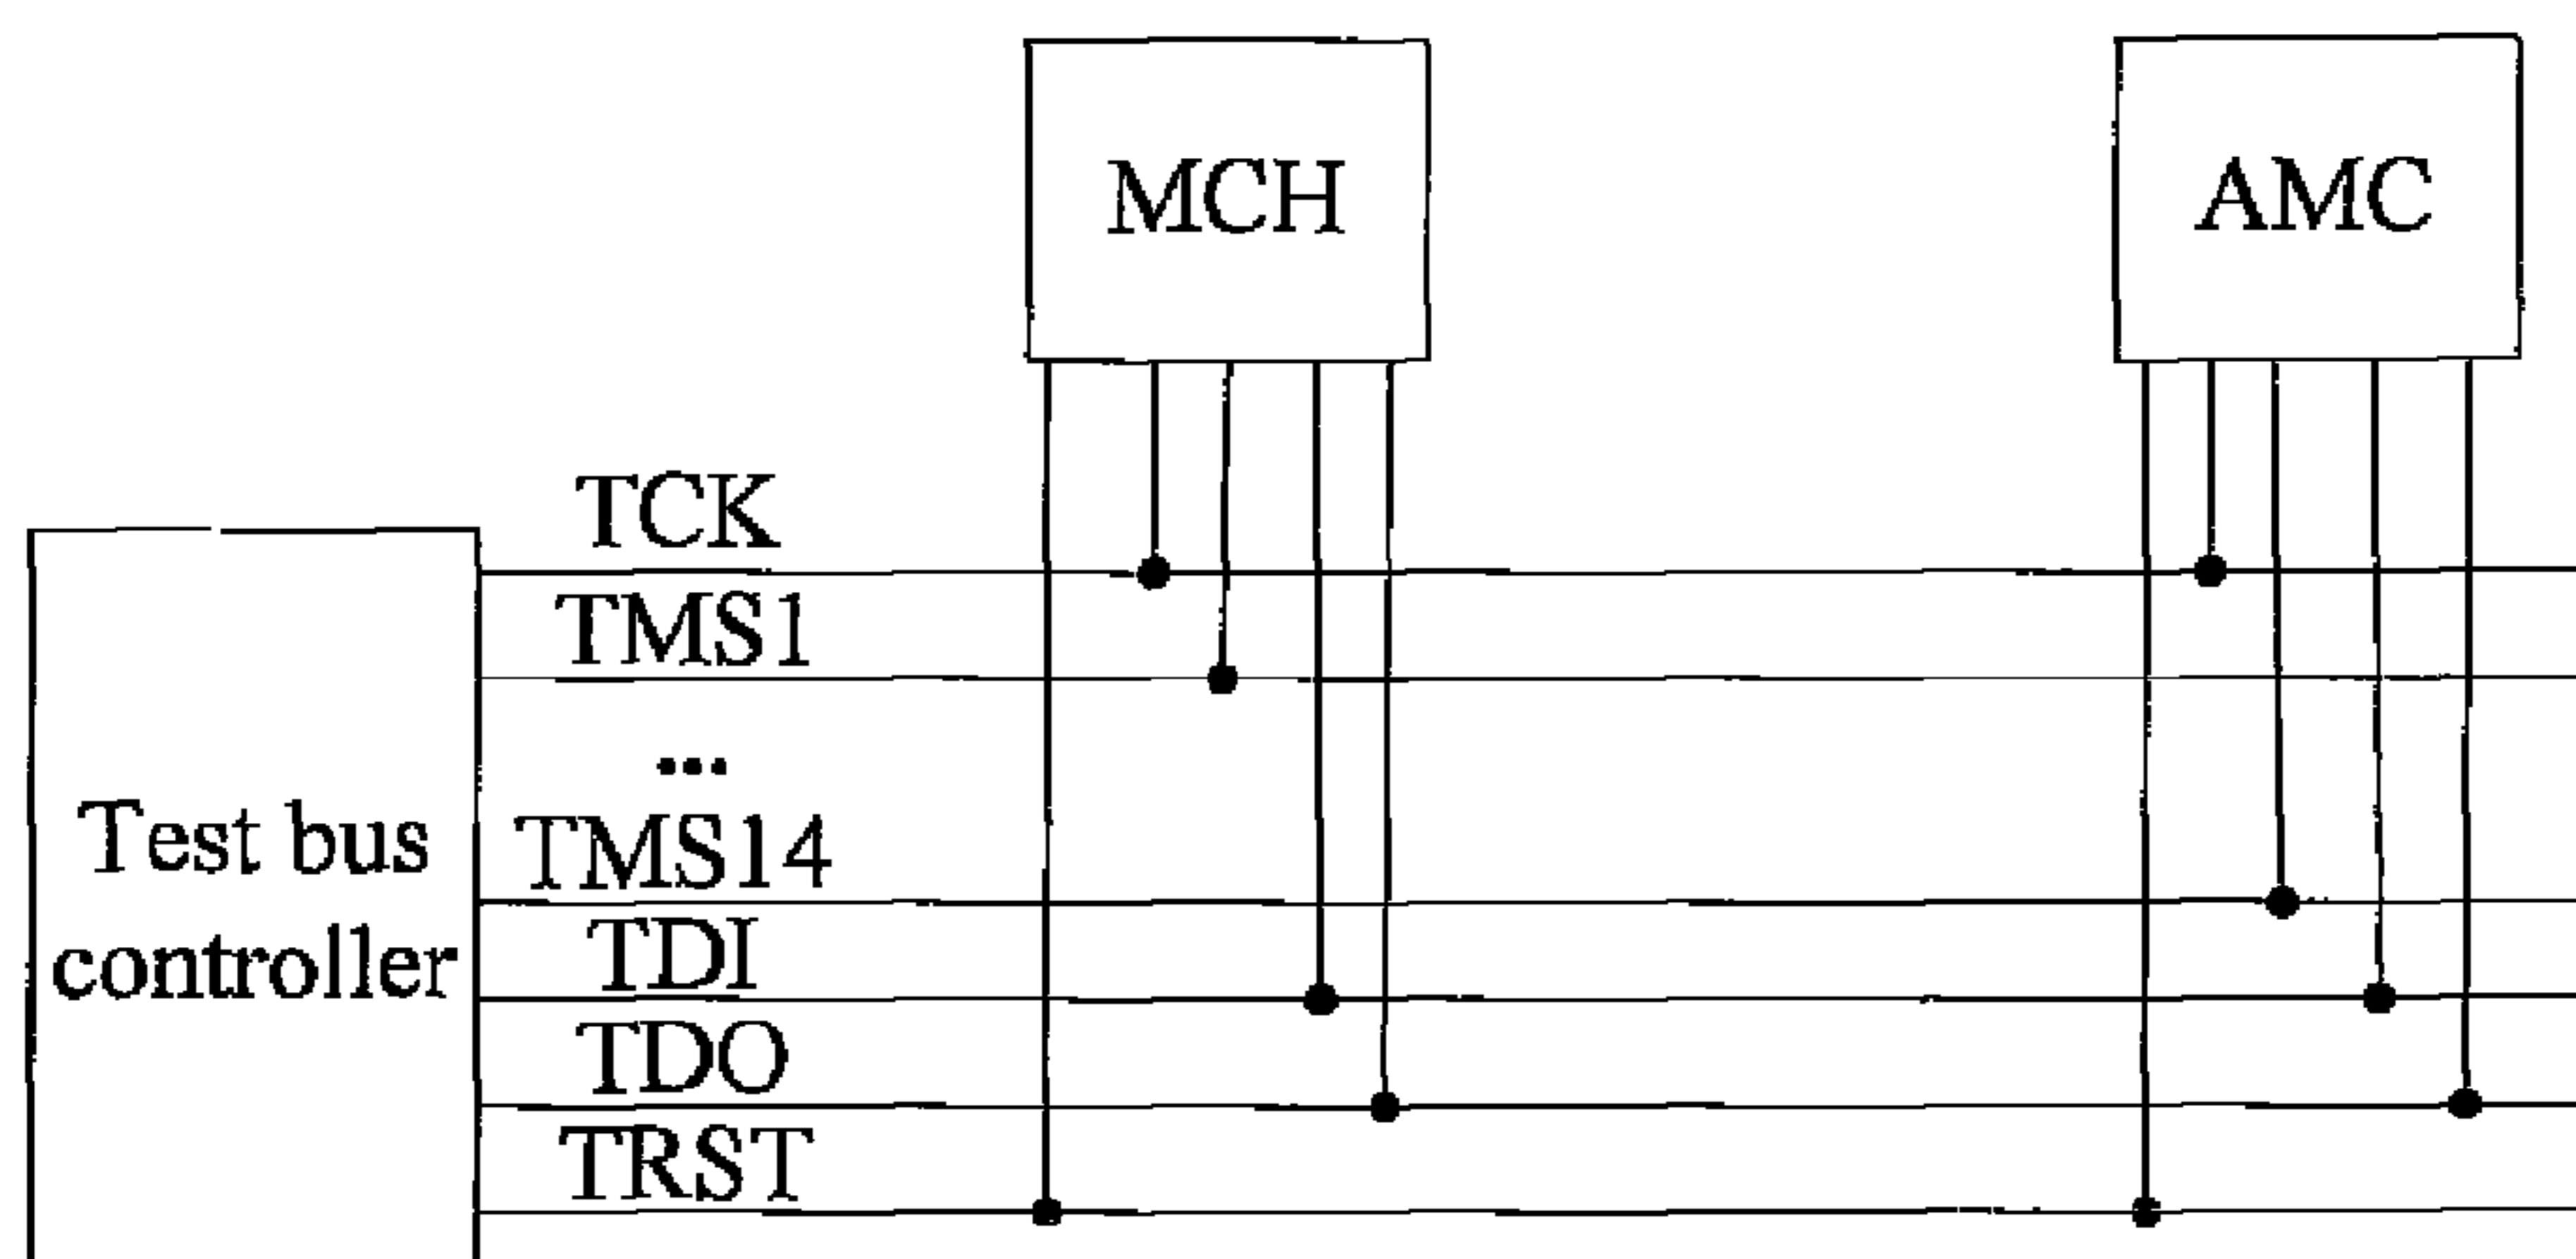 MCH
AMC
TCK
TMS1
...
TMS14
TDI
TDO
TRST
Test bus
controller